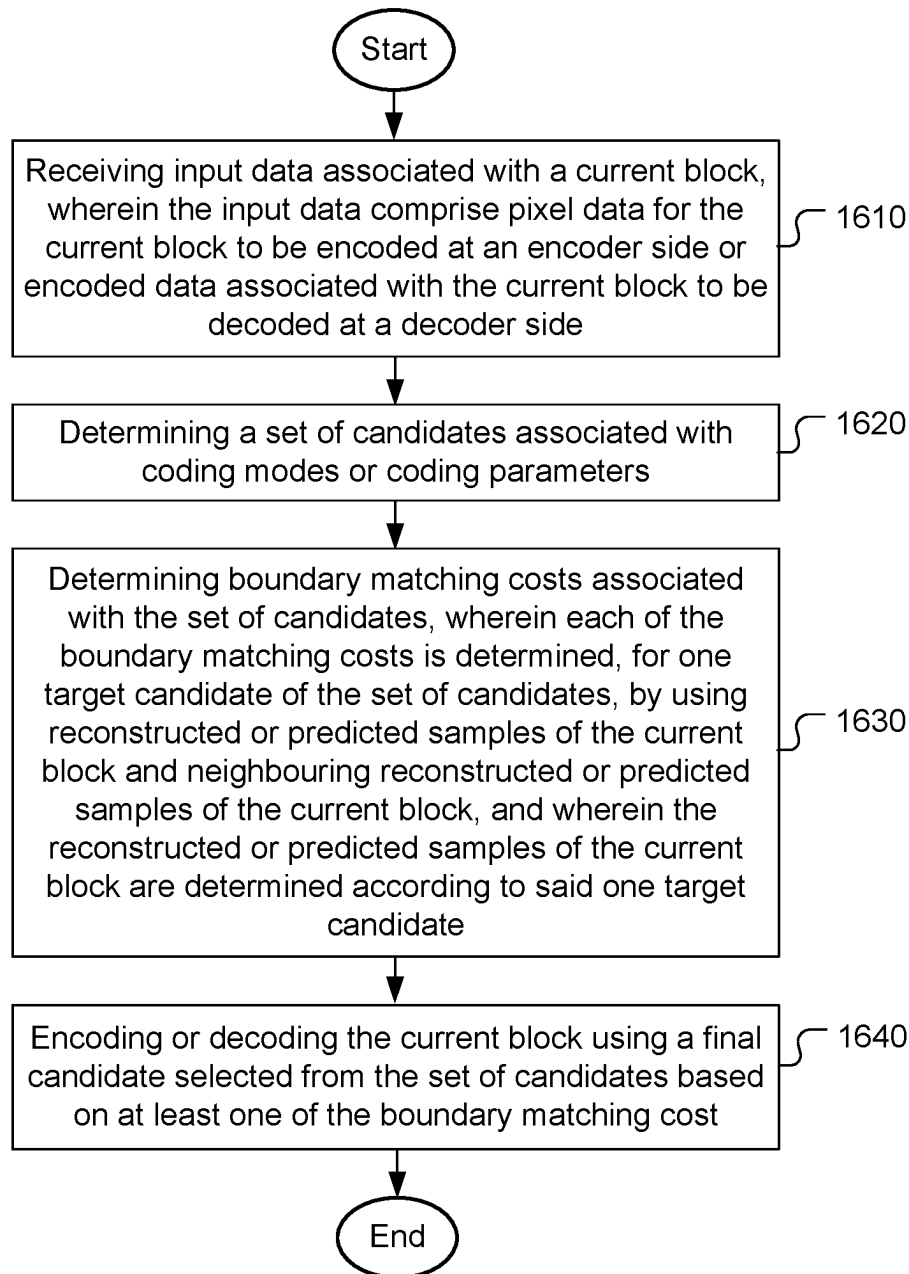 Start
Receiving input data associated with a current block,
wherein the input data comprise pixel data for the
current block to be encoded at an encoder side or
encoded data associated with the current block to be
decoded at a decoder side
1610
Determining a set of candidates associated with
coding modes or coding parameters
1620
Determining boundary matching costs associated
with the set of candidates, wherein each of the
boundary matching costs is determined, for one
target candidate of the set of candidates, by using
reconstructed or predicted samples of the current
block and neighbouring reconstructed or predicted
samples of the current block, and wherein the
reconstructed or predicted samples of the current
block are determined according to said one target
candidate
1630
Encoding or decoding the current block using a final
candidate selected from the set of candidates based
on at least one of the boundary matching cost
1640
End